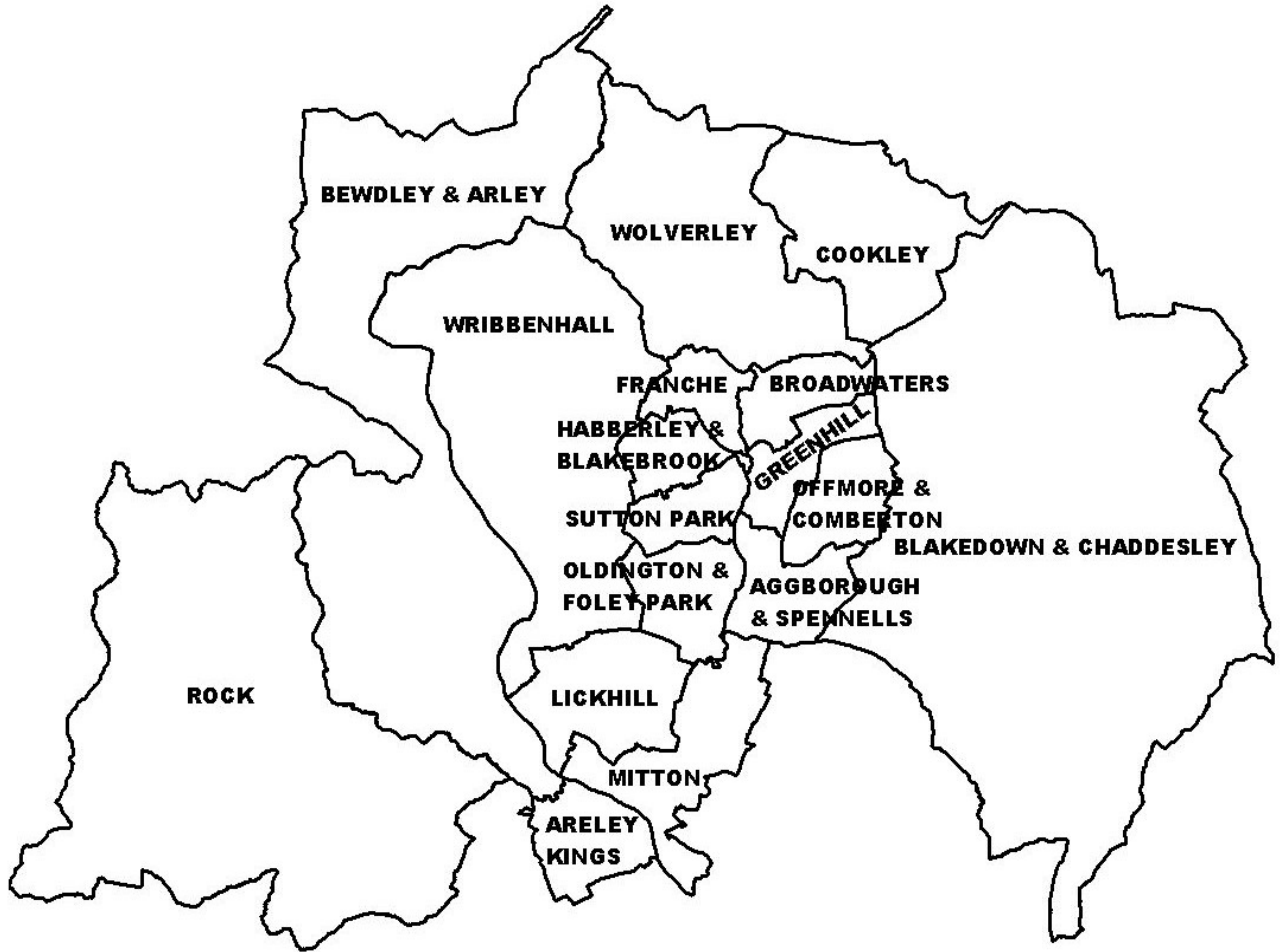 BEWDLEY & ARLEY
WOLVERLEY
COOKLEY
WRIBBENHALL
FRANCHE
BROADWATERS
HABBERLEY &
BLAKEBROOK
GREENHILL
OFFMORE &
COMBERTON
SUTTON PARK
BLAKEDOWN & CHADDESLEY
OLDINGTON &
FOLEY PARK
AGGBOROUGH
& SPENNELLS
ROCK
LICKHILL
MITTON
ARELEY
KINGS